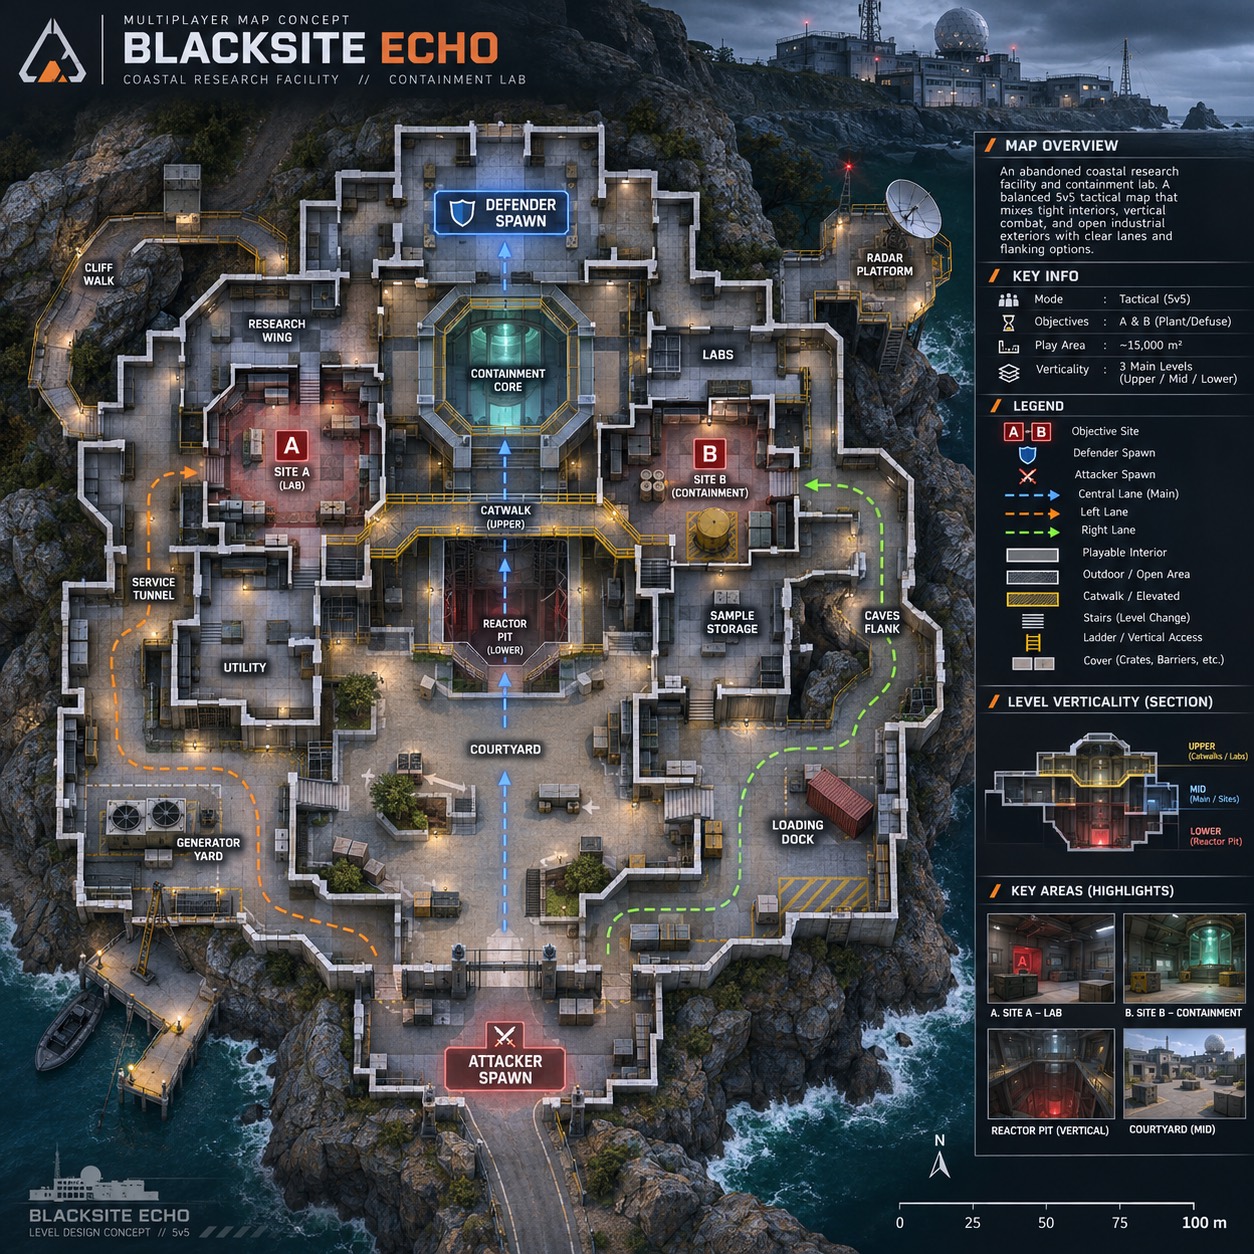 MULTIPLAYER MAP CONCEPT
BLACKSITE ECHO
COASTAL RESEARCH FACILITY // CONTAINMENT LAB
DEFENDER
SPAWN
CLIFF
WALK
RADAR
PLATFORM
RESEARCH
WING
LABS
CONTAINMENT
CORE
A
SITE A
(LAB)
B
SITE B
(CONTAINMENT)
CATWALK
(UPPER)
SERVICE
TUNNEL
REACTOR
PIT
(LOWER)
SAMPLE
STORAGE
CAVES
FLANK
UTILITY
COURTYARD
GENERATOR
YARD
LOADING
DOCK
ATTACKER
SPAWN
MAP OVERVIEW
An abandoned coastal research
facility and containment lab. A
balanced 5v5 tactical map that
mixes tight interiors, vertical
combat, and open industrial
exteriors with clear lanes and
flanking options.
KEY INFO
Mode : Tactical (5v5)
Objectives : A & B (Plant/Defuse)
Play Area : ~15,000 m²
Verticality : 3 Main Levels
(Upper / Mid / Lower)
LEGEND
A - B Objective Site
Defender Spawn
Attacker Spawn
Central Lane (Main)
Left Lane
Right Lane
Playable Interior
Outdoor / Open Area
Catwalk / Elevated
Stairs (Level Change)
Ladder / Vertical Access
Cover (Crates, Barriers, etc.)
LEVEL VERTICALITY (SECTION)
UPPER
(Catwalks / Labs)
MID
(Main / Sites)
LOWER
(Reactor Pit)
KEY AREAS (HIGHLIGHTS)
A
A. SITE A – LAB
B. SITE B – CONTAINMENT
REACTOR PIT (VERTICAL)
COURTYARD (MID)
N
0 25 50 75 100 m
BLACKSITE ECHO
LEVEL DESIGN CONCEPT // 5v5